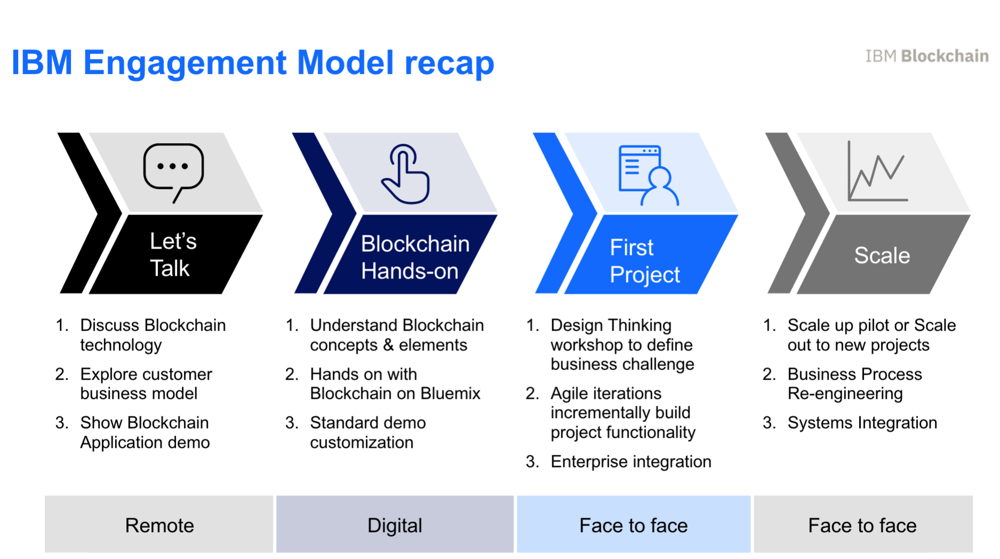 IBM Engagement Model recap
IBM Blockchain
Let's
Talk
1. Discuss Blockchain
technology
2. Explore customer
business model
3. Show Blockchain
Application demo
Remote
Blockchain
Hands-on
1. Understand Blockchain
concepts & elements
2. Hands on with
Blockchain on Bluemix
3. Standard demo
customization
Digital
First
Project
1. Design Thinking
workshop to define
business challenge
2. Agile iterations
incrementally build
project functionality
3. Enterprise integration
Face to face
Scale
1. Scale up pilot or Scale
out to new projects
2. Business Process
Re-engineering
3. Systems Integration
Face to face